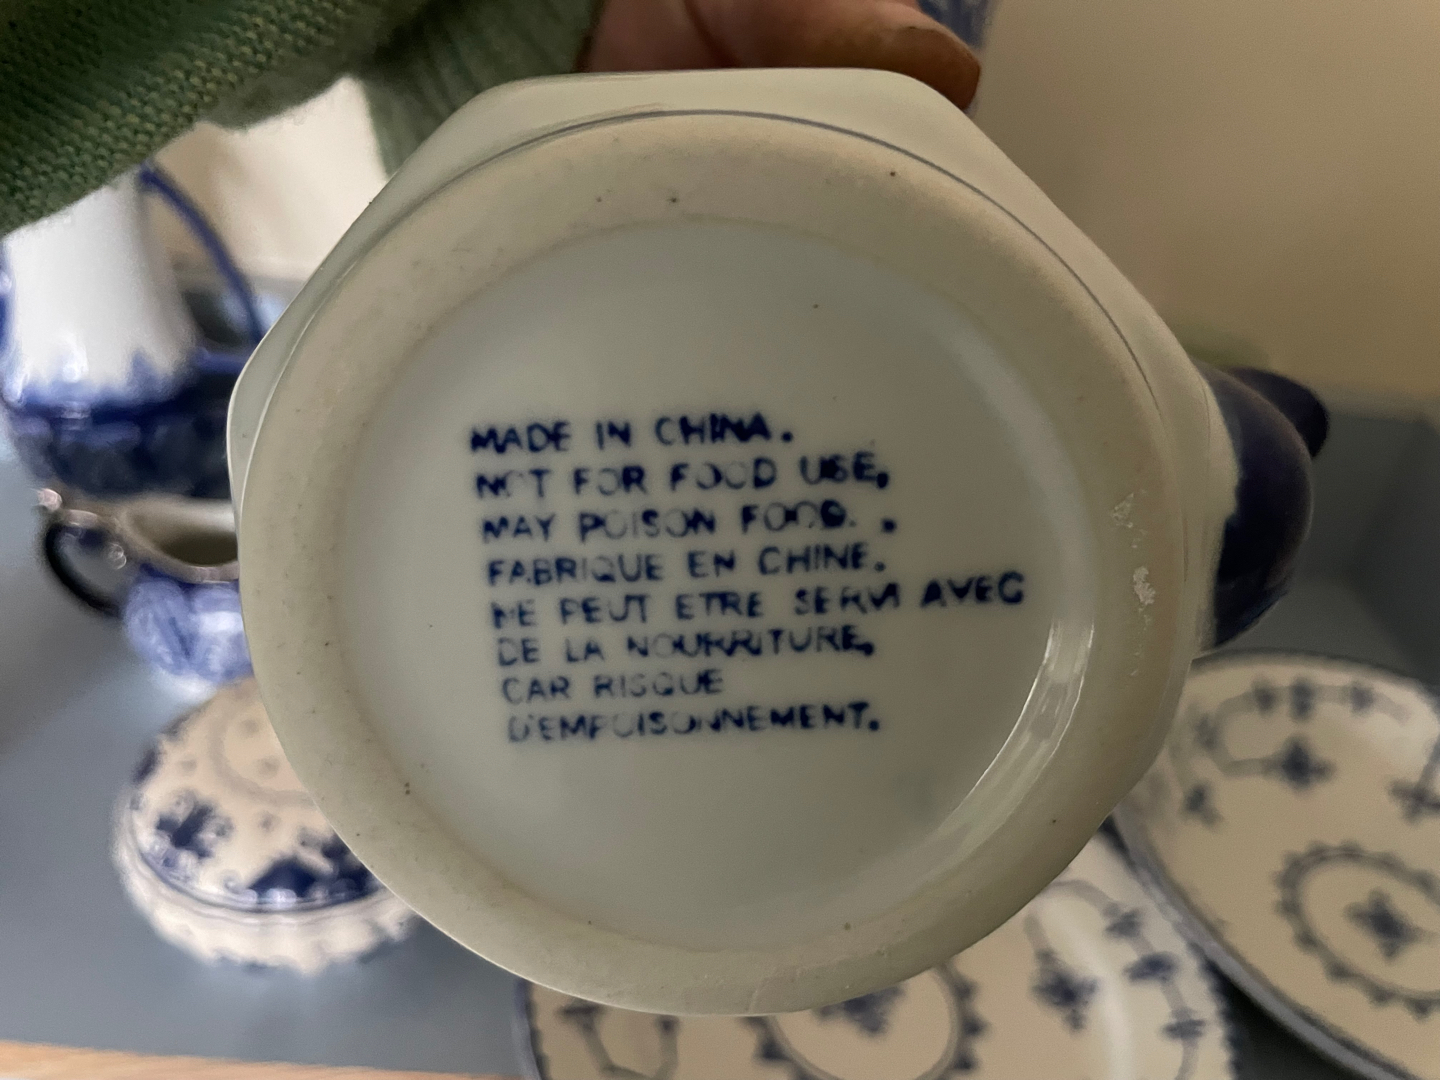 MADE IN CHINA.
NOT FOR FOOD USE,
MAY POISON FOOD. .
FABRIQUE EN CHINE.
NE PEUT ETRE SERVI AVEC
DE LA NOURRITURE,
CAR RISQUE
D'EMPOISONNEMENT.